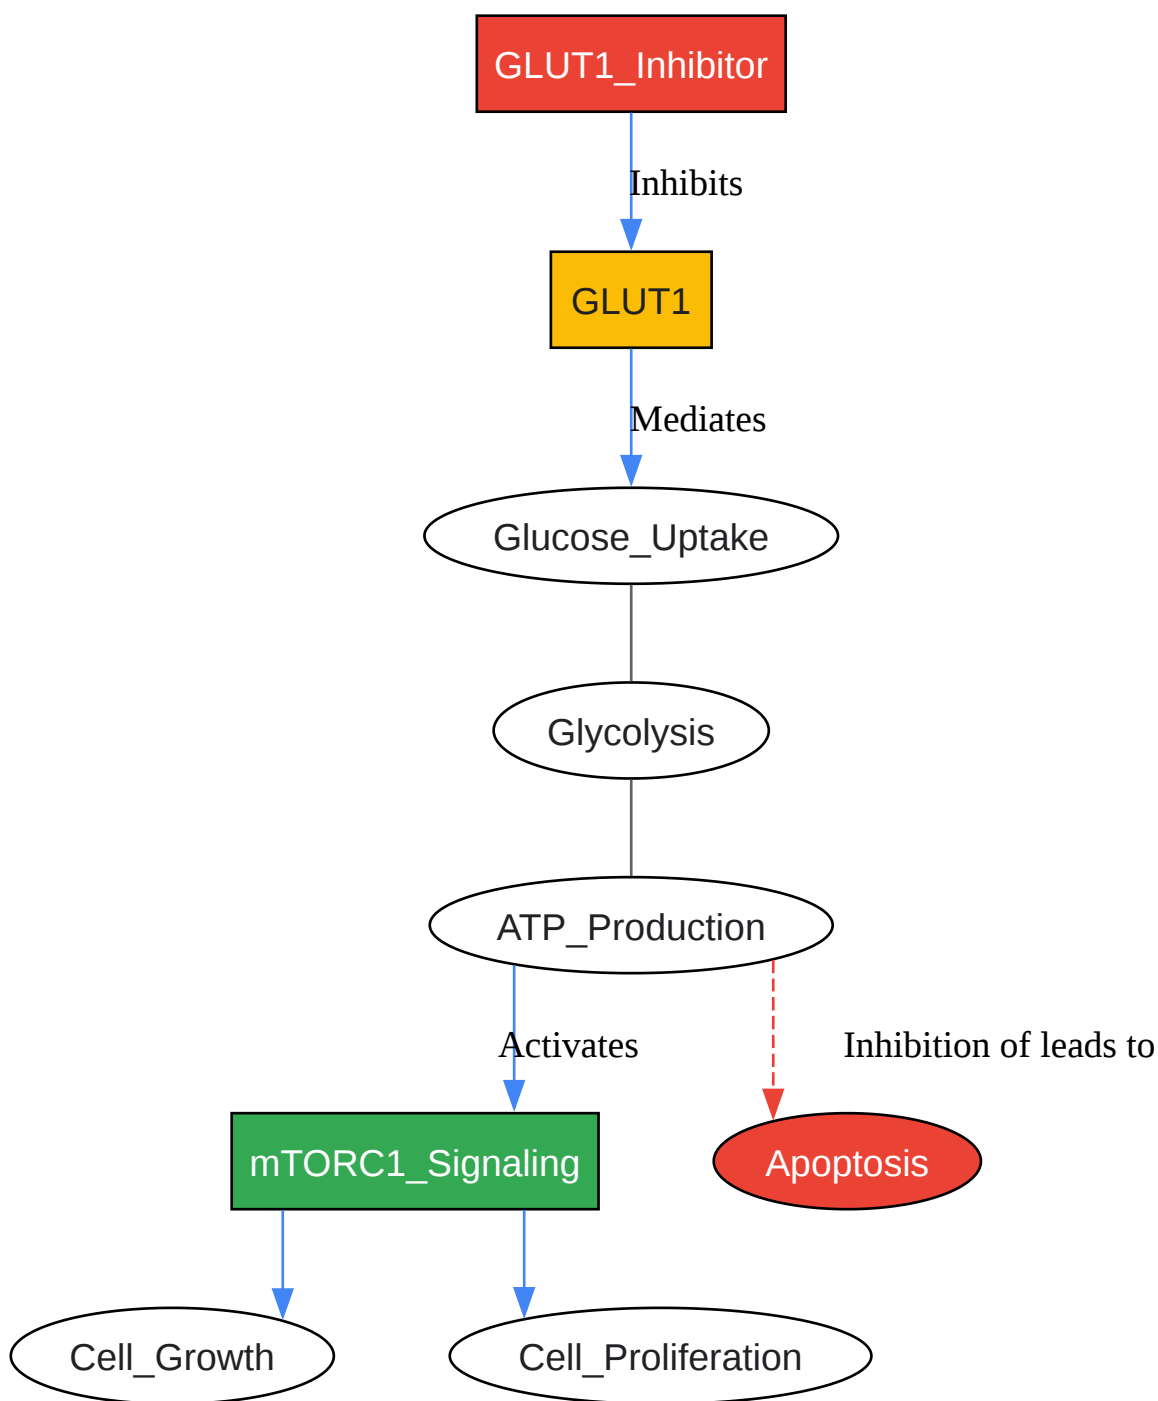 GLUT1_Inhibitor
Inhibits
GLUT1
Mediates
Glucose_Uptake
Glycolysis
ATP_Production
Activates
Inhibition of leads to
mTORC1_Signaling
Apoptosis
Cell_Growth
Cell_Proliferation